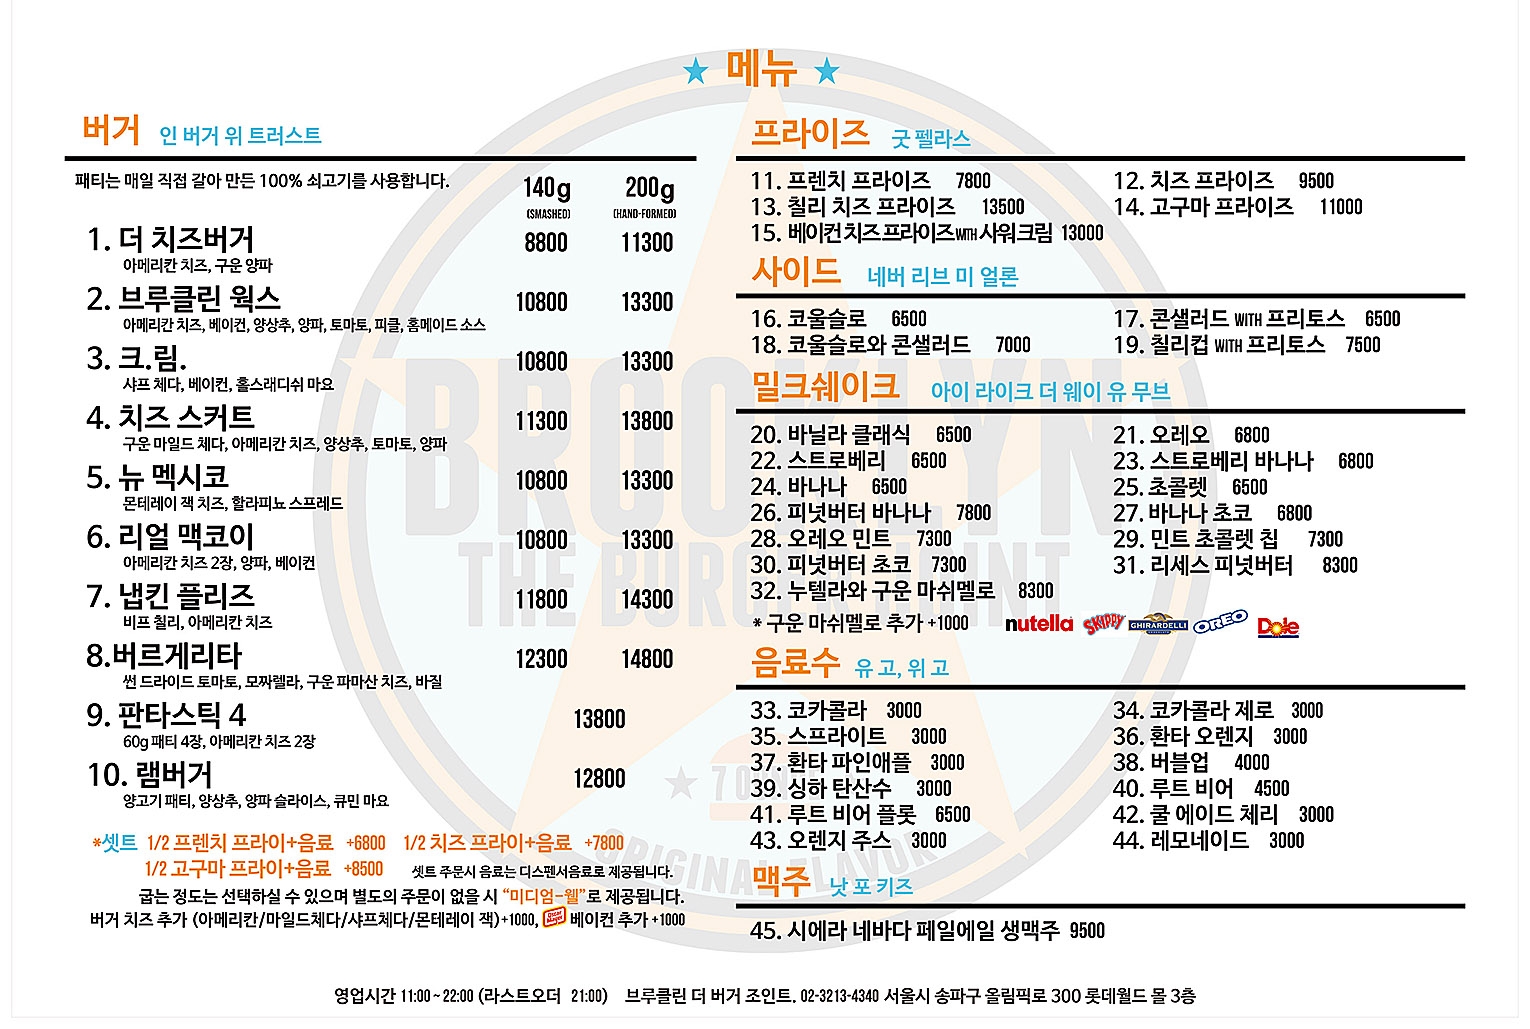 메뉴
버거 인 버거 위 트러스트
패티는 매일 직접 갈아 만든 100% 쇠고기를 사용합니다.
140g 200g
(SMASHED) (HAND-FORMED)
1. 더 치즈버거 8800 11300
아메리칸 치즈, 구운 양파
2. 브루클린 웍스 10800 13300
아메리칸 치즈, 베이컨, 양상추, 양파, 토마토, 피클, 홈메이드 소스
3. 크.림. 10800 13300
샤프 체다, 베이컨, 홀스래디쉬 마요
4. 치즈 스커트 11300 13800
구운 마일드 체다, 아메리칸 치즈, 양상추, 토마토, 양파
5. 뉴 멕시코 10800 13300
몬테레이 잭 치즈, 할라피뇨 스프레드
6. 리얼 맥코이 10800 13300
아메리칸 치즈 2장, 양파, 베이컨
7. 냅킨 플리즈 11800 14300
비프 칠리, 아메리칸 치즈
8.버르게리타 12300 14800
썬 드라이드 토마토, 모짜렐라, 구운 파마산 치즈, 바질
9. 판타스틱 4 13800
60g 패티 4장, 아메리칸 치즈 2장
10. 램버거 12800
양고기 패티, 양상추, 양파 슬라이스, 큐민 마요
*셋트 1/2 프렌치 프라이+음료 +6800 1/2 치즈 프라이+음료 +7800
1/2 고구마 프라이+음료 +8500 셋트 주문시 음료는 디스펜서음료로 제공됩니다.
굽는 정도는 선택하실 수 있으며 별도의 주문이 없을 시 “미디엄-웰”로 제공됩니다.
버거 치즈 추가 (아메리칸/마일드체다/샤프체다/몬테레이 잭)+1000, Oscar Mayer 베이컨 추가 +1000
프라이즈 굿 펠라스
11. 프렌치 프라이즈 7800 12. 치즈 프라이즈 9500
13. 칠리 치즈 프라이즈 13500 14. 고구마 프라이즈 11000
15. 베이컨 치즈 프라이즈 WITH 사워크림 13000
사이드 네버 리브 미 얼론
16. 코울슬로 6500 17. 콘샐러드 WITH 프리토스 6500
18. 코울슬로와 콘샐러드 7000 19. 칠리컵 WITH 프리토스 7500
밀크쉐이크 아이 라이크 더 웨이 유 무브
20. 바닐라 클래식 6500 21. 오레오 6800
22. 스트로베리 6500 23. 스트로베리 바나나 6800
24. 바나나 6500 25. 초콜렛 6500
26. 피넛버터 바나나 7800 27. 바나나 초코 6800
28. 오레오 민트 7300 29. 민트 초콜렛 칩 7300
30. 피넛버터 초코 7300 31. 리세스 피넛버터 8300
32. 누텔라와 구운 마쉬멜로 8300
* 구운 마쉬멜로 추가 +1000 nutella SKIPPY GHIRARDELLI OREO Dole
음료수 유 고, 위 고
33. 코카콜라 3000 34. 코카콜라 제로 3000
35. 스프라이트 3000 36. 환타 오렌지 3000
37. 환타 파인애플 3000 38. 버블업 4000
39. 싱하 탄산수 3000 40. 루트 비어 4500
41. 루트 비어 플롯 6500 42. 쿨 에이드 체리 3000
43. 오렌지 주스 3000 44. 레모네이드 3000
맥주 낫 포 키즈
45. 시에라 네바다 페일에일 생맥주 9500
BROOKLYN
THE BURGER JOINT
ORIGINAL FLAVOR
영업시간 11:00 ~ 22:00 (라스트오더 21:00) 브루클린 더 버거 조인트. 02-3213-4340 서울시 송파구 올림픽로 300 롯데월드 몰 3층